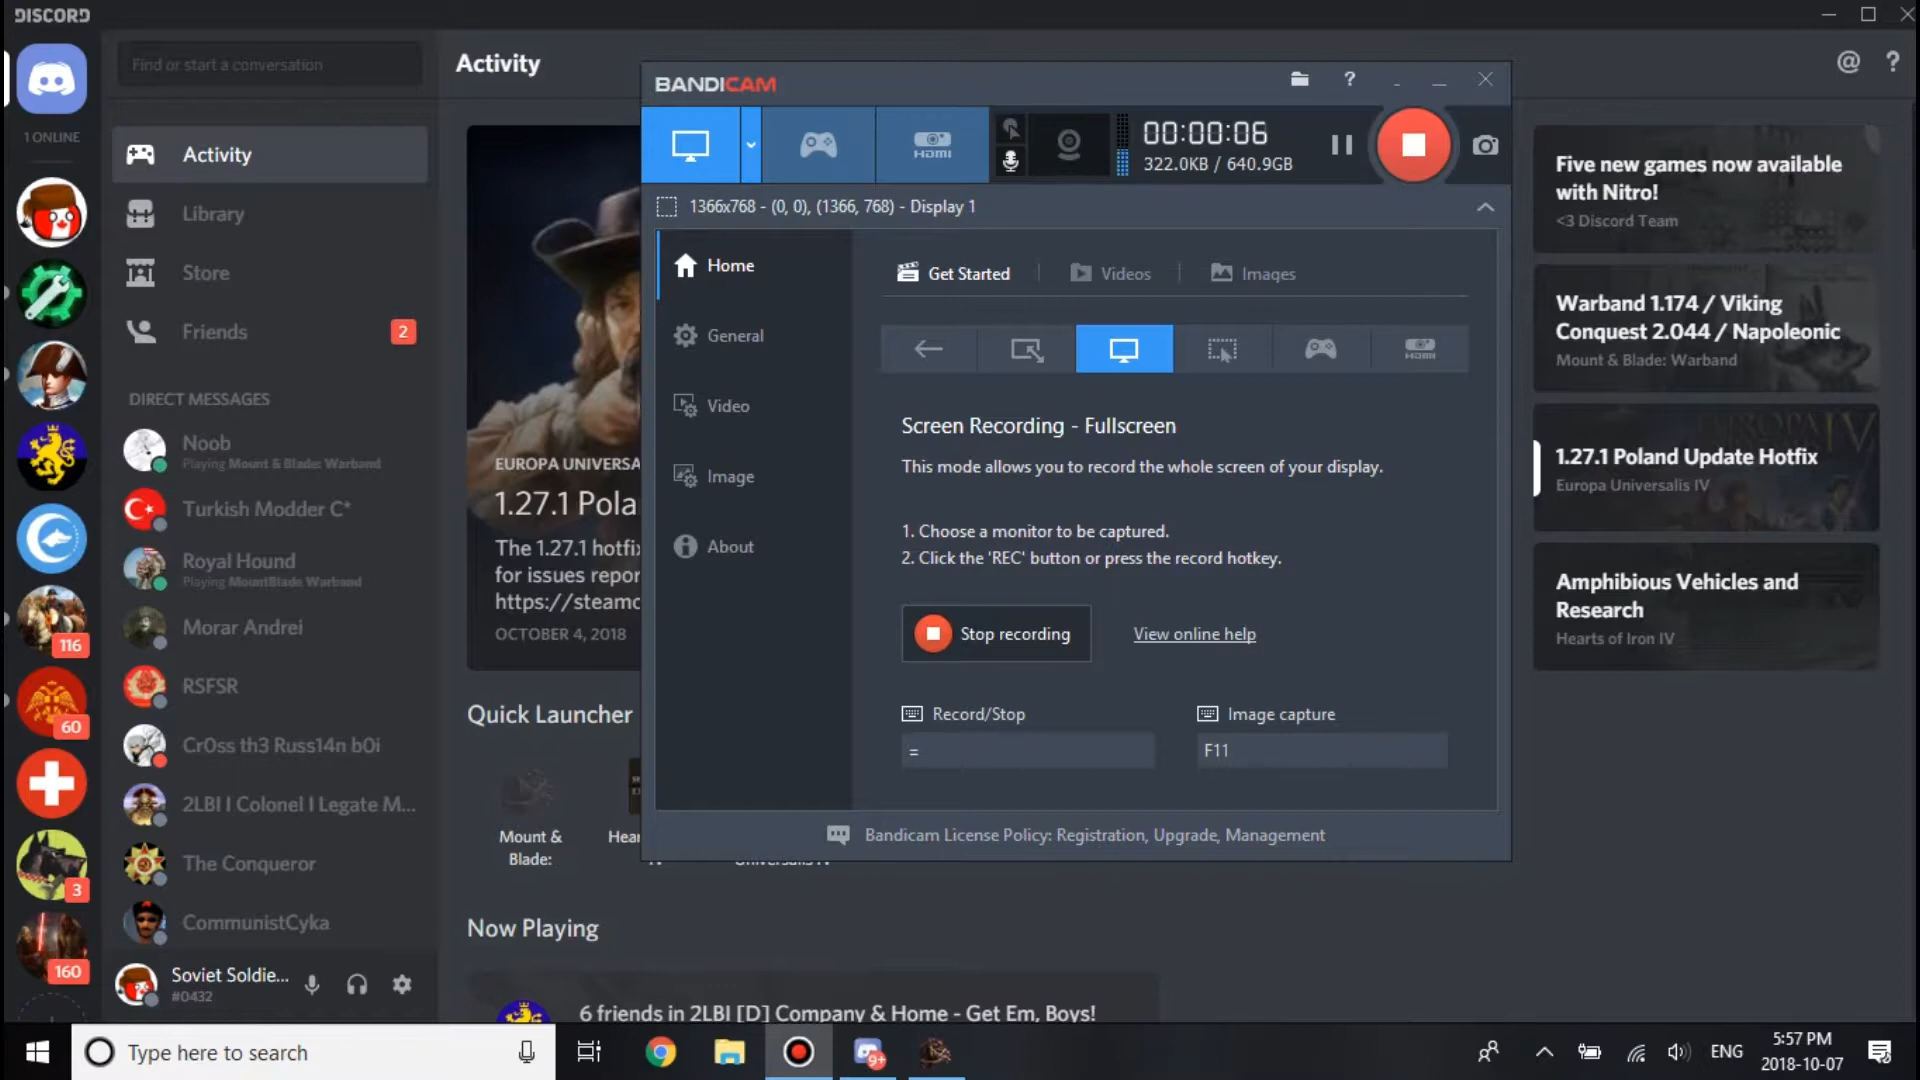 DISCORD
Find or start a conversation
Activity
1 ONLINE
Activity
Library
Store
Friends
2
DIRECT MESSAGES
Noob
Playing Mount & Blade: Warband
Turkish Modder C*
Royal Hound
Playing MountBlade Warband
Morar Andrei
RSFSR
Cr0ss th3 Russ14n b0i
2LBI I Colonel I Legate M...
The Conqueror
CommunistCyka
Soviet Soldie...
#0432
116
60
3
160
EUROPA UNIVERSA
1.27.1 Pola
The 1.27.1 hotfi
for issues repor
https://steamc
OCTOBER 4, 2018
Quick Launcher
Mount &
Blade:
Hear
Now Playing
6 friends in 2LBI [D] Company & Home - Get Em, Boys!
BANDICAM
?
HDMI
00:00:06
322.0KB / 640.9GB
1366x768 - (0, 0), (1366, 768) - Display 1
Home
General
Video
Image
About
Get Started
Videos
Images
HDMI
Screen Recording - Fullscreen
This mode allows you to record the whole screen of your display.
1. Choose a monitor to be captured.
2. Click the 'REC' button or press the record hotkey.
Stop recording
View online help
Record/Stop
Image capture
=
F11
Bandicam License Policy: Registration, Upgrade, Management
@ ?
Five new games now available
with Nitro!
<3 Discord Team
Warband 1.174 / Viking
Conquest 2.044 / Napoleonic
Mount & Blade: Warband
1.27.1 Poland Update Hotfix
Europa Universalis IV
Amphibious Vehicles and
Research
Hearts of Iron IV
Type here to search
9+
ENG
5:57 PM
2018-10-07